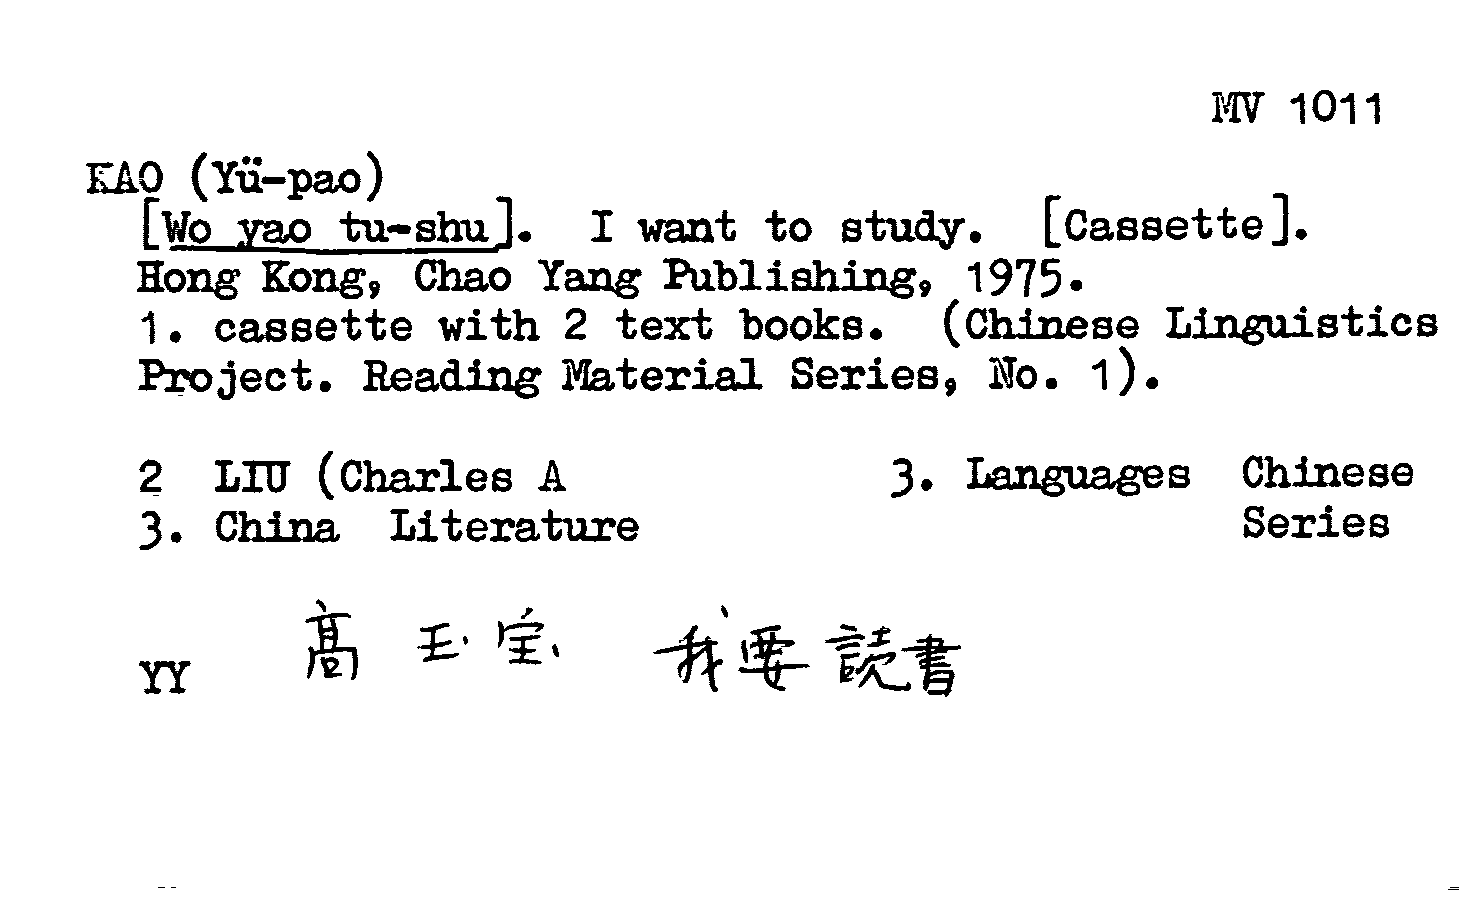 MV 1011
KAO (Yü-pao)
[Wo yao tu-shu]. I want to study. [Cassette].
Hong Kong, Chao Yang Publishing, 1975.
1. cassette with 2 text books. (Chinese Linguistics
Project. Reading Material Series, No. 1).
2 LIU (Charles A 3. Languages Chinese
3. China Literature Series
YY 高 玉 宝 我要読書